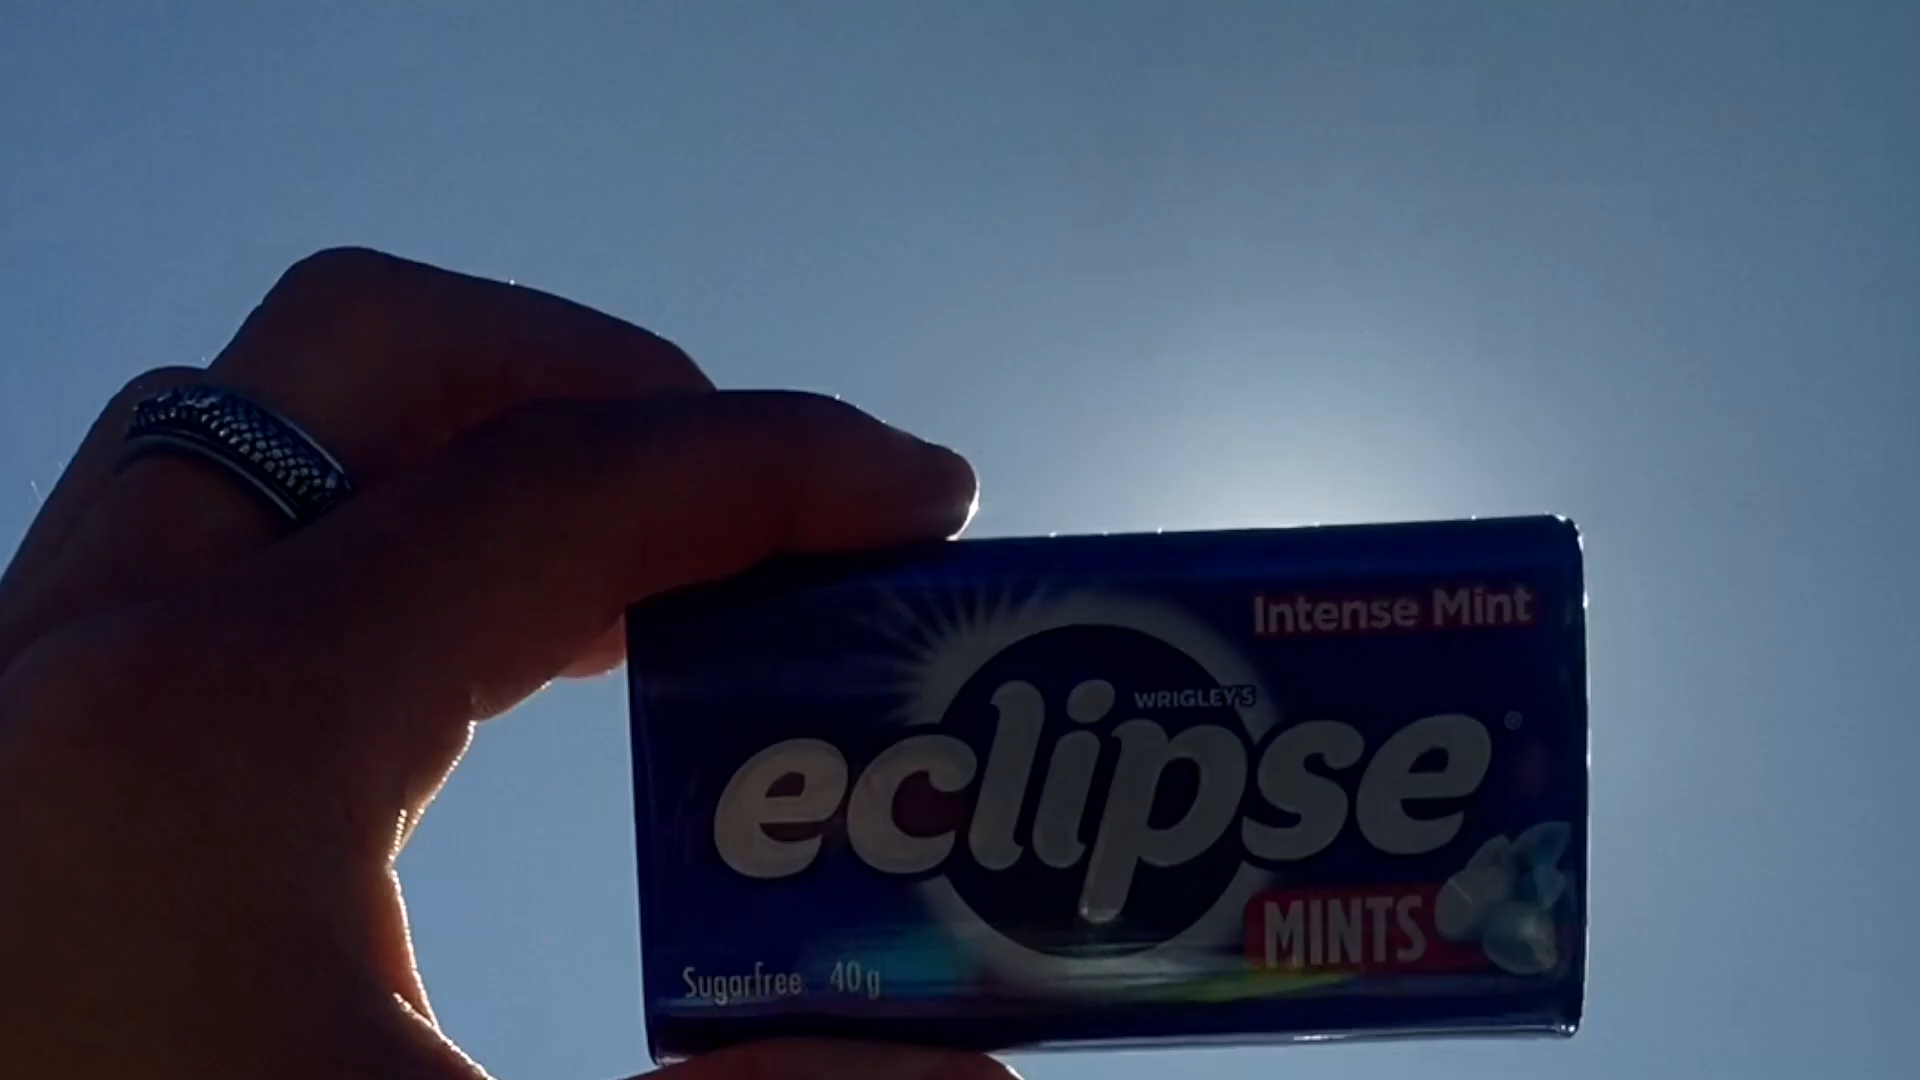 Intense Mint
WRIGLEY'S
eclipse®
MINTS
Sugarfree 40g